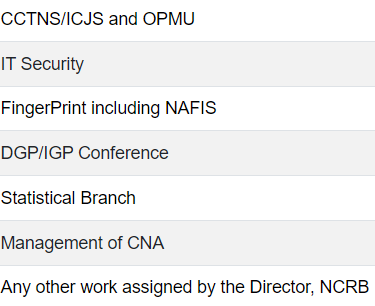 CCTNS/ICJS and OPMU
IT Security
FingerPrint including NAFIS
DGP/IGP Conference
Statistical Branch
Management of CNA
Any other work assigned by the Director, NCRB